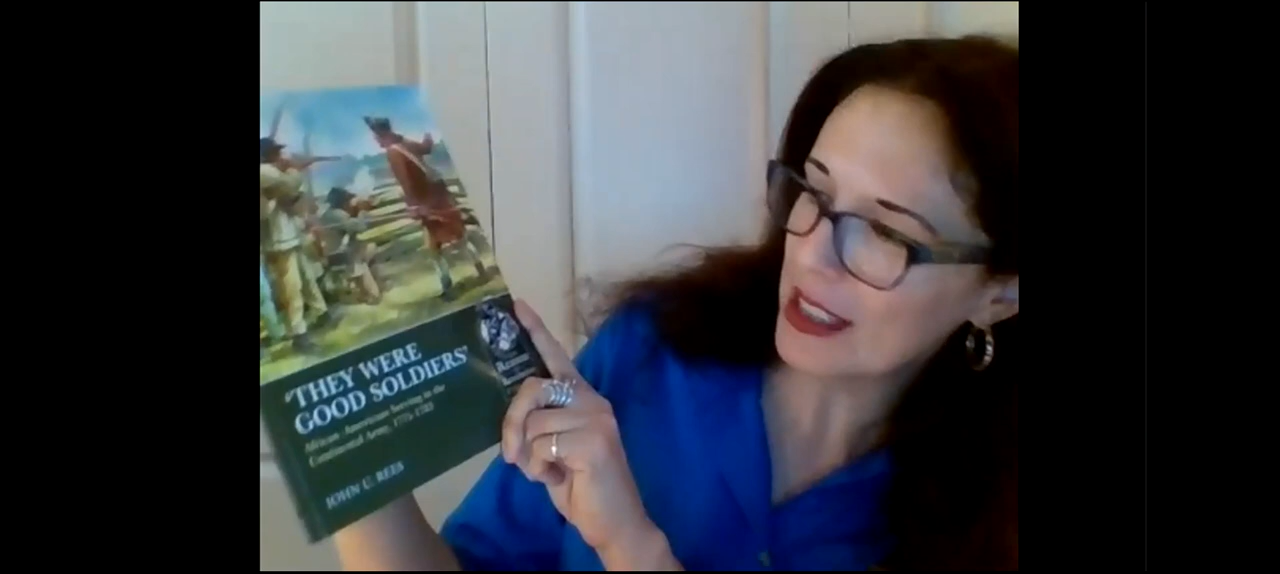 'THEY WERE
GOOD SOLDIERS'
African-Americans Serving in the
Continental Army, 1775-1783
JOHN U. REES